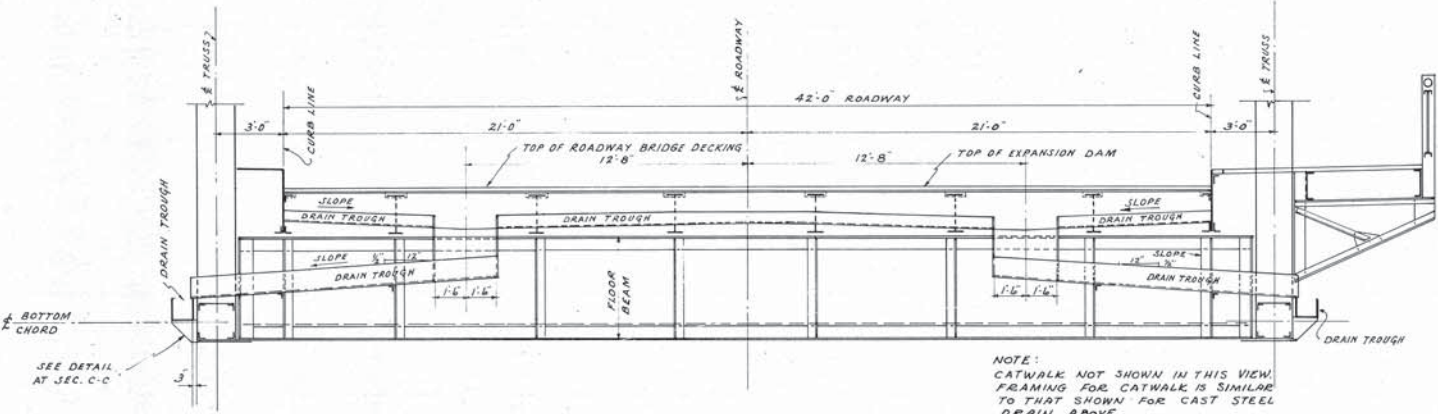 ℄ TRUSS
CURB LINE
℄ ROADWAY
CURB LINE
℄ TRUSS
42'-0" ROADWAY
3'-0"
21'-0"
21'-0"
3'-0"
TOP OF ROADWAY BRIDGE DECKING
12'-8"
12'-8"
TOP OF EXPANSION DAM
DRAIN TROUGH
SLOPE
DRAIN TROUGH
DRAIN TROUGH
SLOPE
DRAIN TROUGH
SLOPE
12"
DRAIN TROUGH
1'-6"
1'-6"
FLOOR
BEAM
1'-6"
1'-6"
SLOPE
12"
DRAIN TROUGH
℄ BOTTOM
CHORD
SEE DETAIL
AT SEC. C-C
3"
DRAIN TROUGH
NOTE:
CATWALK NOT SHOWN IN THIS VIEW.
FRAMING FOR CATWALK IS SIMILAR
TO THAT SHOWN FOR CAST STEEL
DRAIN ABOVE